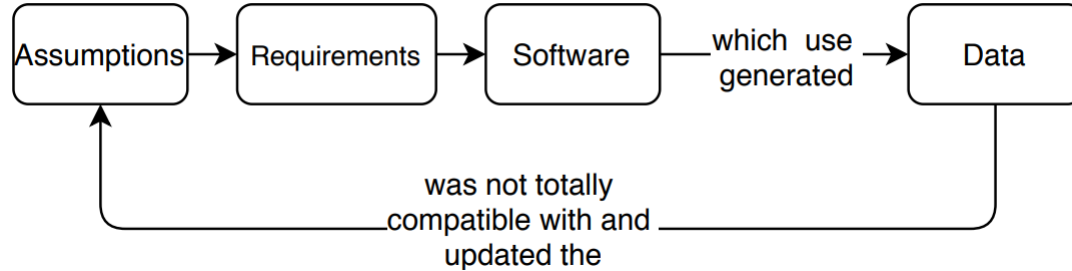 Assumptions
Requirements
Software
which use
generated
Data
was not totally
compatible with and
updated the